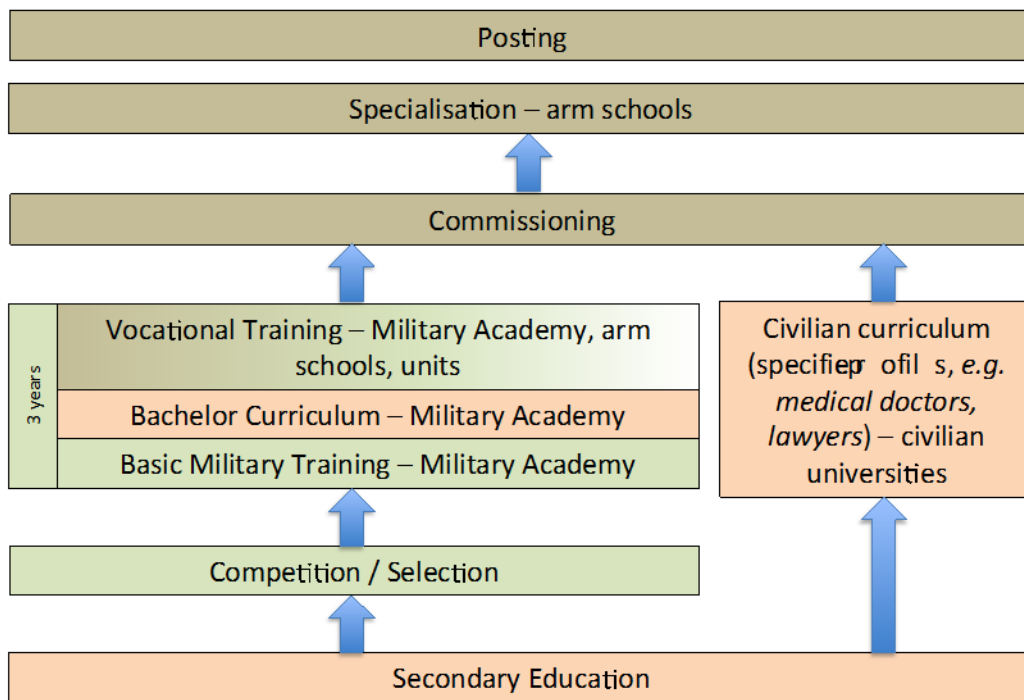 Posting
Specialisation – arm schools
Commissioning
3 years
Vocational Training – Military Academy, arm
schools, units
Bachelor Curriculum – Military Academy
Basic Military Training – Military Academy
Civilian curriculum
(specifiep ofil s, e.g.
medical doctors,
lawyers) – civilian
universities
Competition / Selection
Secondary Education